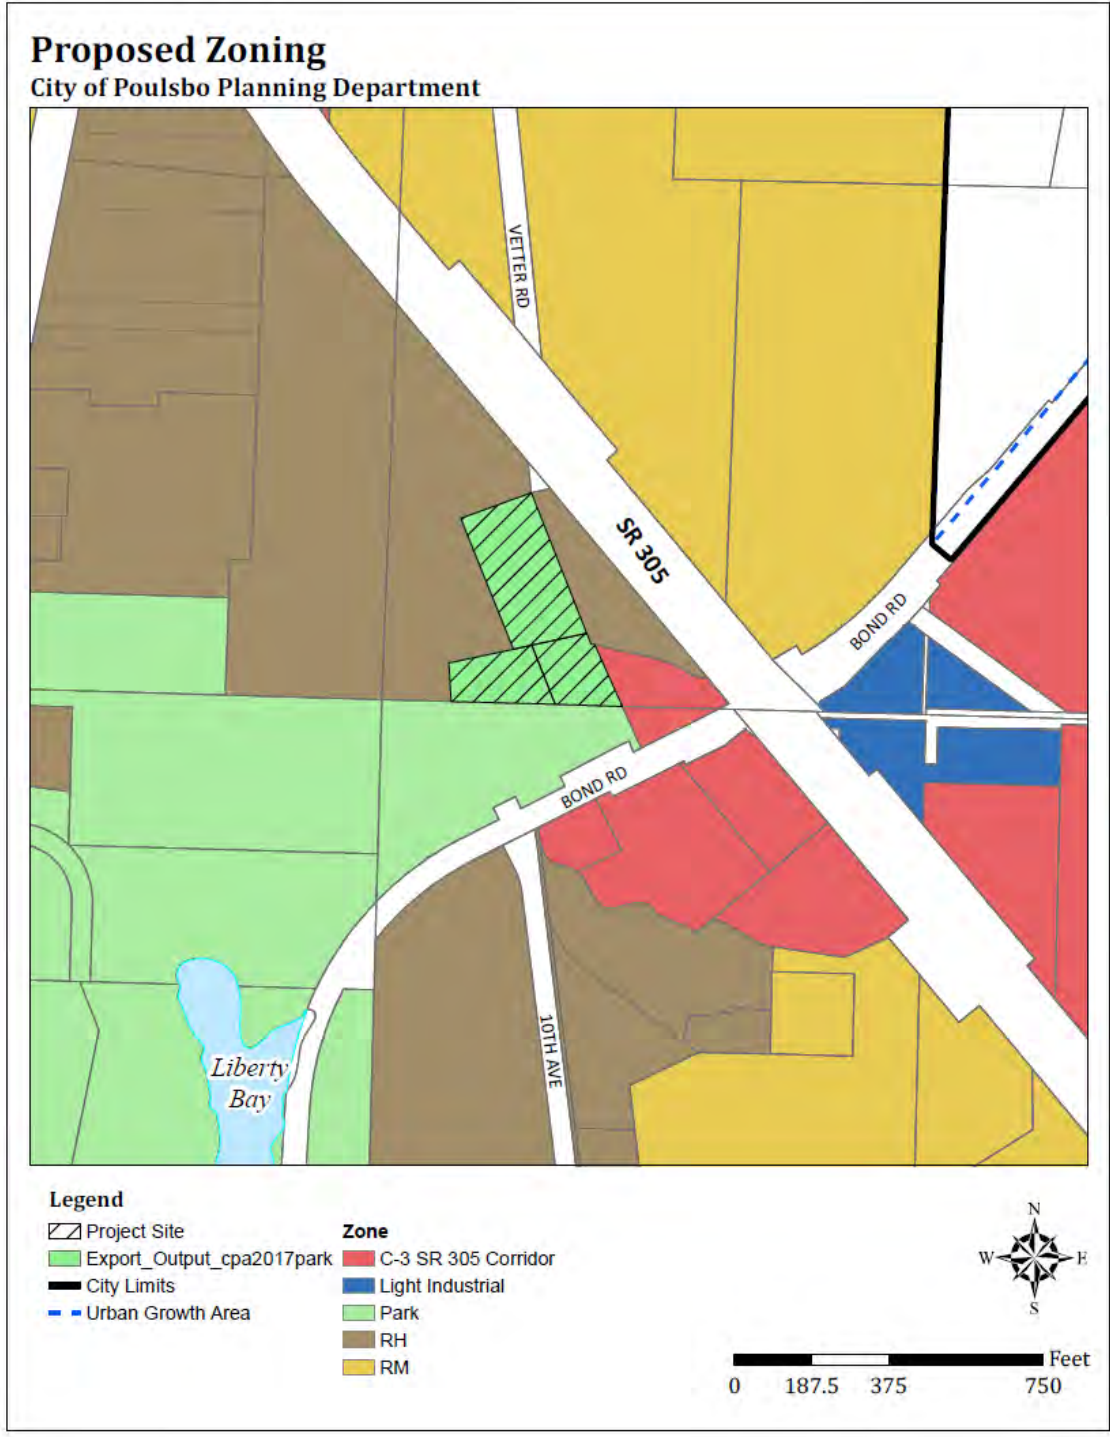 Proposed Zoning
City of Poulsbo Planning Department
VETTER RD
SR 305
BOND RD
BOND RD
10TH AVE
Liberty
Bay
Legend
Project Site
Export_Output_cpa2017park
City Limits
Urban Growth Area
Zone
C-3 SR 305 Corridor
Light Industrial
Park
RH
RM
N
W E
S
Feet
0 187.5 375 750